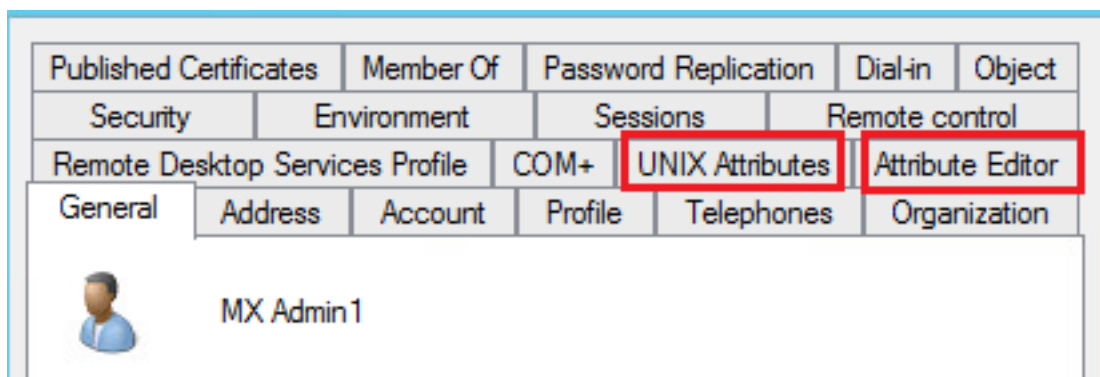 Published Certificates Member Of Password Replication Dial-in Object
Security Environment Sessions Remote control
Remote Desktop Services Profile COM+ UNIX Attributes Attribute Editor
General Address Account Profile Telephones Organization
MX Admin1